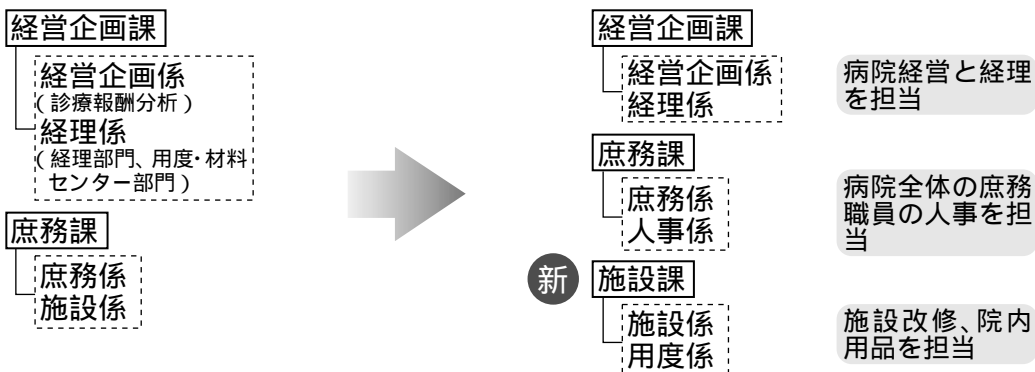 経営企画課
経営企画係
(診療報酬分析)
経理係
(経理部門、用度・材料
センター部門)
庶務課
庶務係
施設係
経営企画課
経営企画係
経理係
病院経営と経理
を担当
庶務課
庶務係
人事係
病院全体の庶務
職員の人事を担
当
新
施設課
施設係
用度係
施設改修、院内
用品を担当